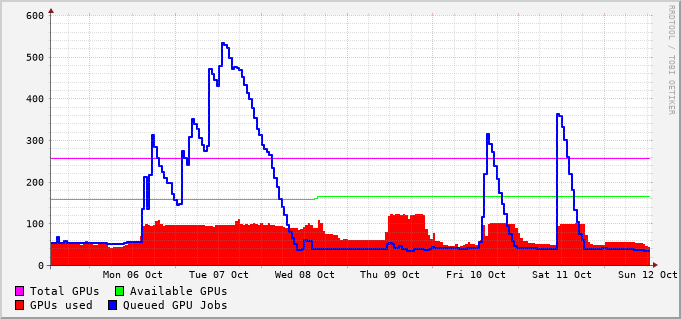 600
500
400
300
200
100
0
Mon 06 Oct Tue 07 Oct Wed 08 Oct Thu 09 Oct Fri 10 Oct Sat 11 Oct Sun 12 Oct
Total GPUs Available GPUs
GPUs used Queued GPU Jobs
RRDTOOL / TOBI OETIKER